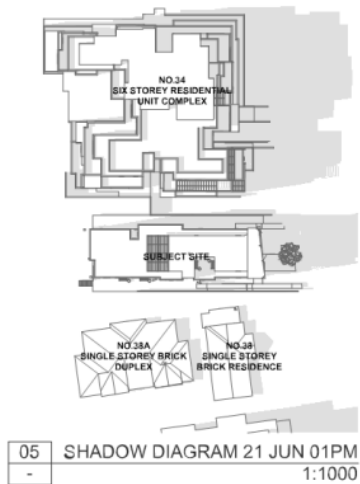 NO.34
SIX STOREY RESIDENTIAL
UNIT COMPLEX
SUBJECT SITE
NO.38A
SINGLE STOREY BRICK
DUPLEX
NO.38
SINGLE STOREY
BRICK RESIDENCE
05 SHADOW DIAGRAM 21 JUN 01PM
- 1:1000